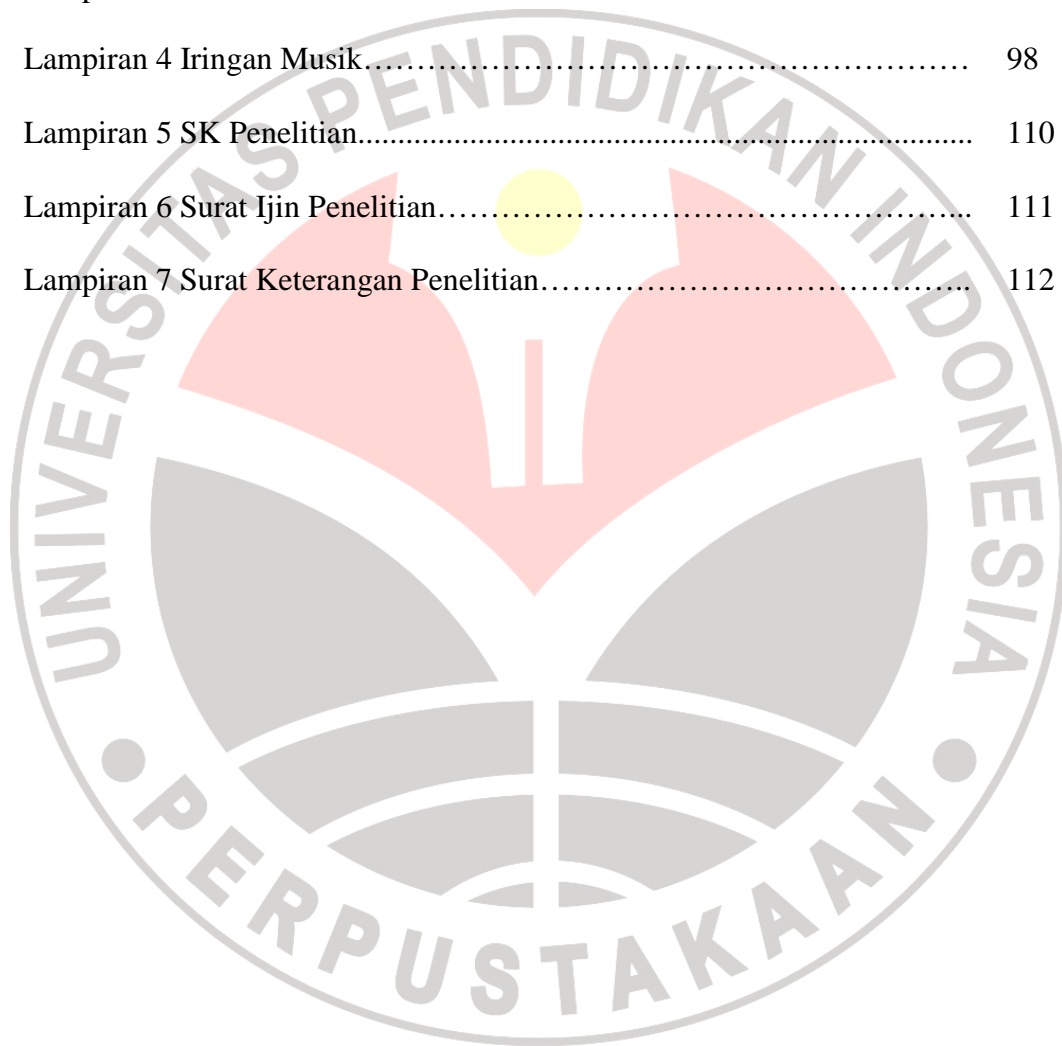 Lampiran 4 Iringan Musik……………………………………………………… 98
Lampiran 5 SK Penelitian.................................................................................. 110
Lampiran 6 Surat Ijin Penelitian…………………………………………….... 111
Lampiran 7 Surat Keterangan Penelitian………………………………….. 112
UNIVERSITAS PENDIDIKAN INDONESIA
PERPUSTAKAAN